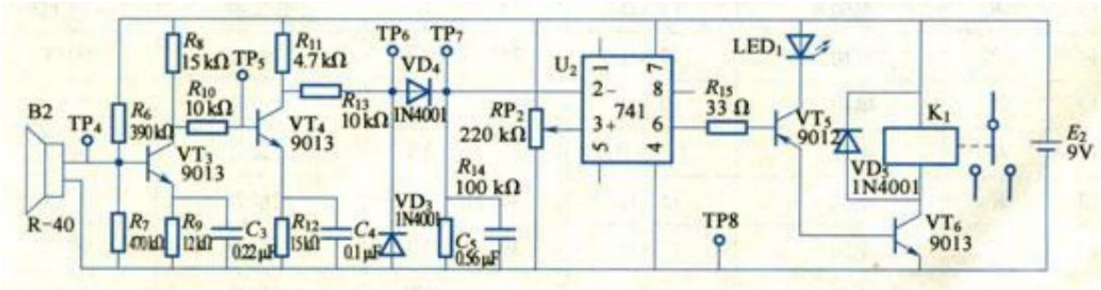 B2
R-40
TP4
R6
390kΩ
R7
R8
15kΩ
R10
10kΩ
TP5
VT3
9013
R9
12kΩ
C3
0.22μF
R11
4.7kΩ
VT4
9013
R12
15kΩ
C4
0.1μF
R13
10kΩ
TP6
VD4
1N4001
TP7
VD3
1N4001
R14
100kΩ
C5
0.56μF
RP2
220kΩ
U2
1
2-
3+
5
741
7
8
6
4
R15
33Ω
TP8
LED1
VT5
9012
VD5
1N4001
K1
VT6
9013
E2
9V